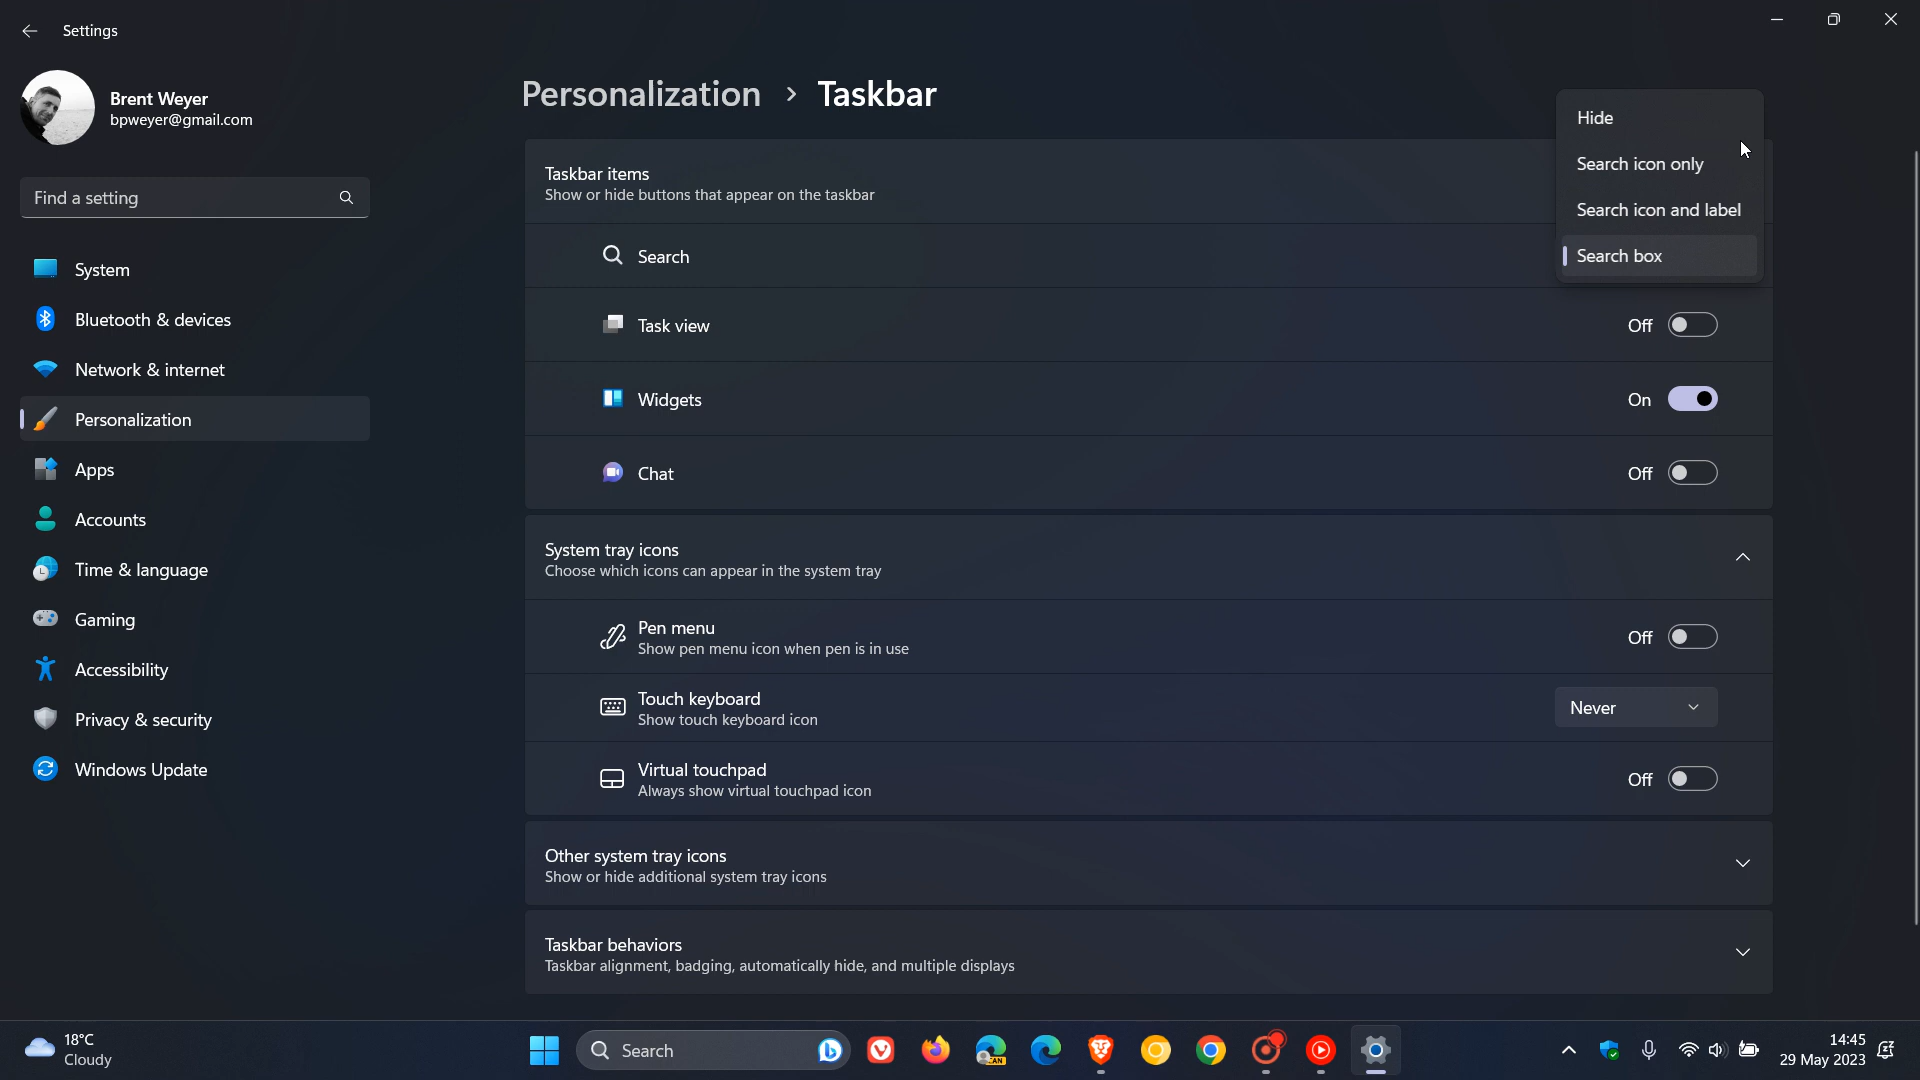 Settings
Brent Weyer
bpweyer@gmail.com
Find a setting
System
Bluetooth & devices
Network & internet
Personalization
Apps
Accounts
Time & language
Gaming
Accessibility
Privacy & security
Windows Update
Personalization > Taskbar
Taskbar items
Show or hide buttons that appear on the taskbar
Hide
Search icon only
Search icon and label
Search box
Search
Task view
Off
Widgets
On
Chat
Off
System tray icons
Choose which icons can appear in the system tray
Pen menu
Show pen menu icon when pen is in use
Off
Touch keyboard
Show touch keyboard icon
Never
Virtual touchpad
Always show virtual touchpad icon
Off
Other system tray icons
Show or hide additional system tray icons
Taskbar behaviors
Taskbar alignment, badging, automatically hide, and multiple displays
18°C
Cloudy
Search
CAN
14:45
29 May 2023